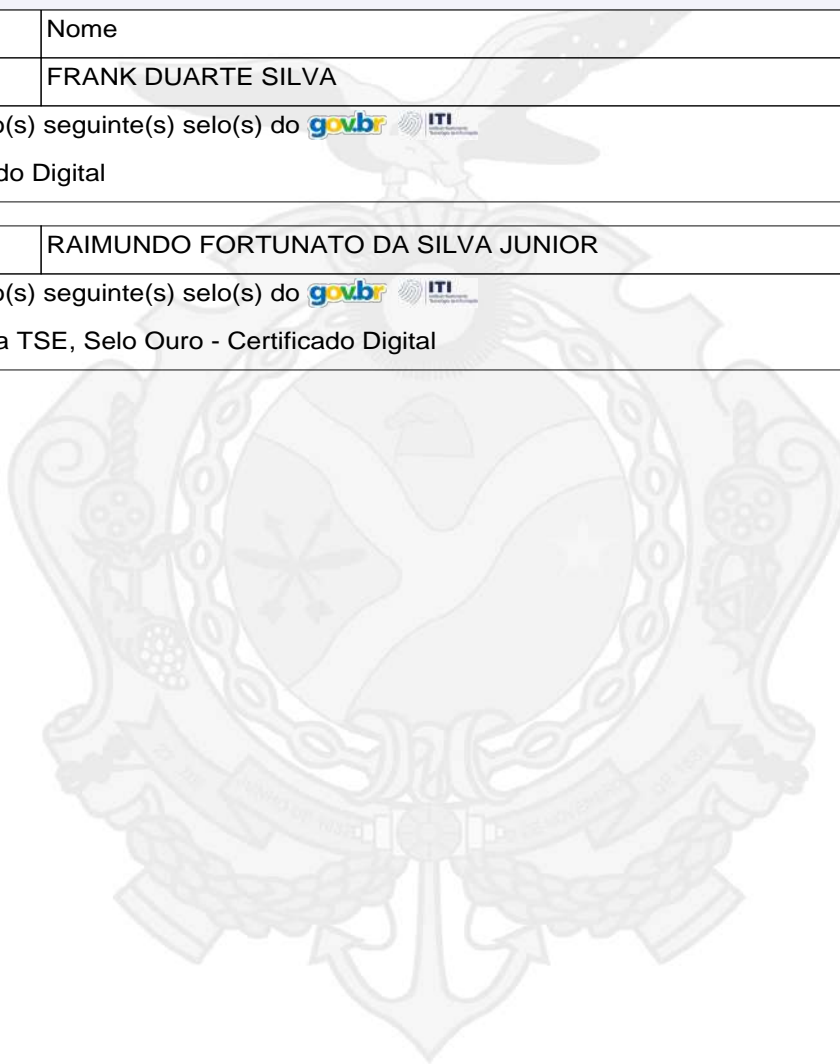 Nome
FRANK DUARTE SILVA
o(s) seguinte(s) selo(s) do gov.br ITI
do Digital
RAIMUNDO FORTUNATO DA SILVA JUNIOR
o(s) seguinte(s) selo(s) do gov.br ITI
a TSE, Selo Ouro - Certificado Digital